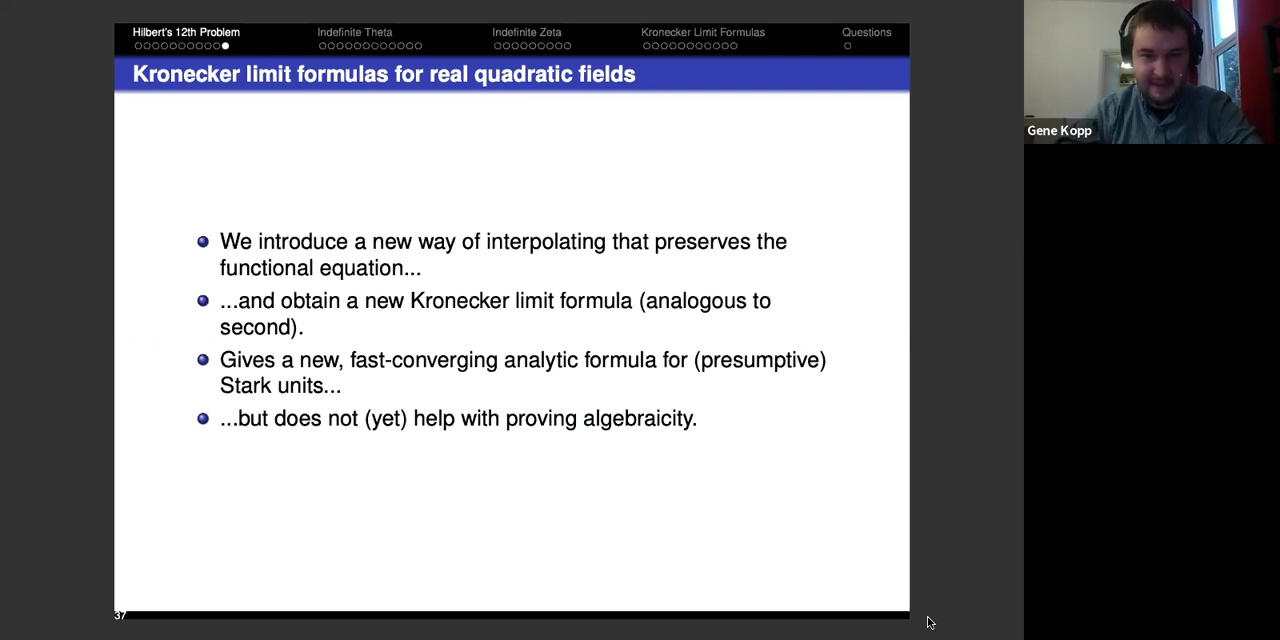 Hilbert's 12th Problem Indefinite Theta Indefinite Zeta Kronecker Limit Formulas Questions
Kronecker limit formulas for real quadratic fields
We introduce a new way of interpolating that preserves the
functional equation...
...and obtain a new Kronecker limit formula (analogous to
second).
Gives a new, fast-converging analytic formula for (presumptive)
Stark units...
...but does not (yet) help with proving algebraicity.
37
Gene Kopp